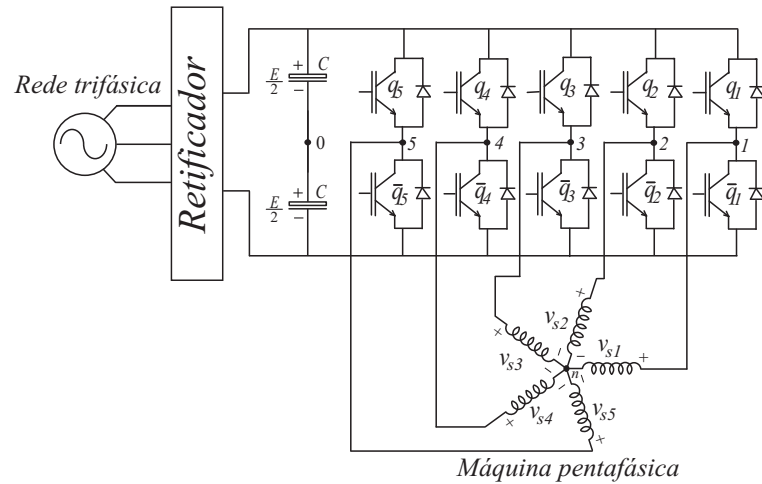 Rede trifásica
Retificador
E/2
+
C
−
0
E/2
+
C
−
q5
q4
q3
q2
q1
5
4
3
2
1
q̅5
q̅4
q̅3
q̅2
q̅1
+
vs2
−
+
vs3
−
−
vs1
+
n
−
vs4
+
−
vs5
+
Máquina pentafásica